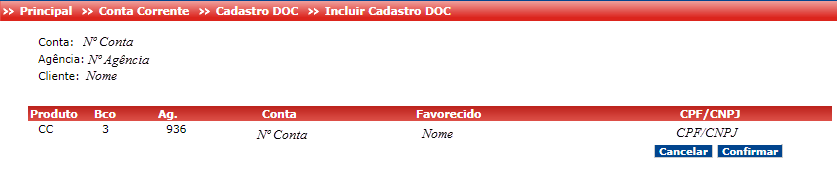 >> Principal >> Conta Corrente >> Cadastro DOC >> Incluir Cadastro DOC
Conta: Nº Conta
Agência: Nº Agência
Cliente: Nome
Produto Bco Ag. Conta Favorecido CPF/CNPJ
CC 3 936 Nº Conta Nome CPF/CNPJ
Cancelar Confirmar